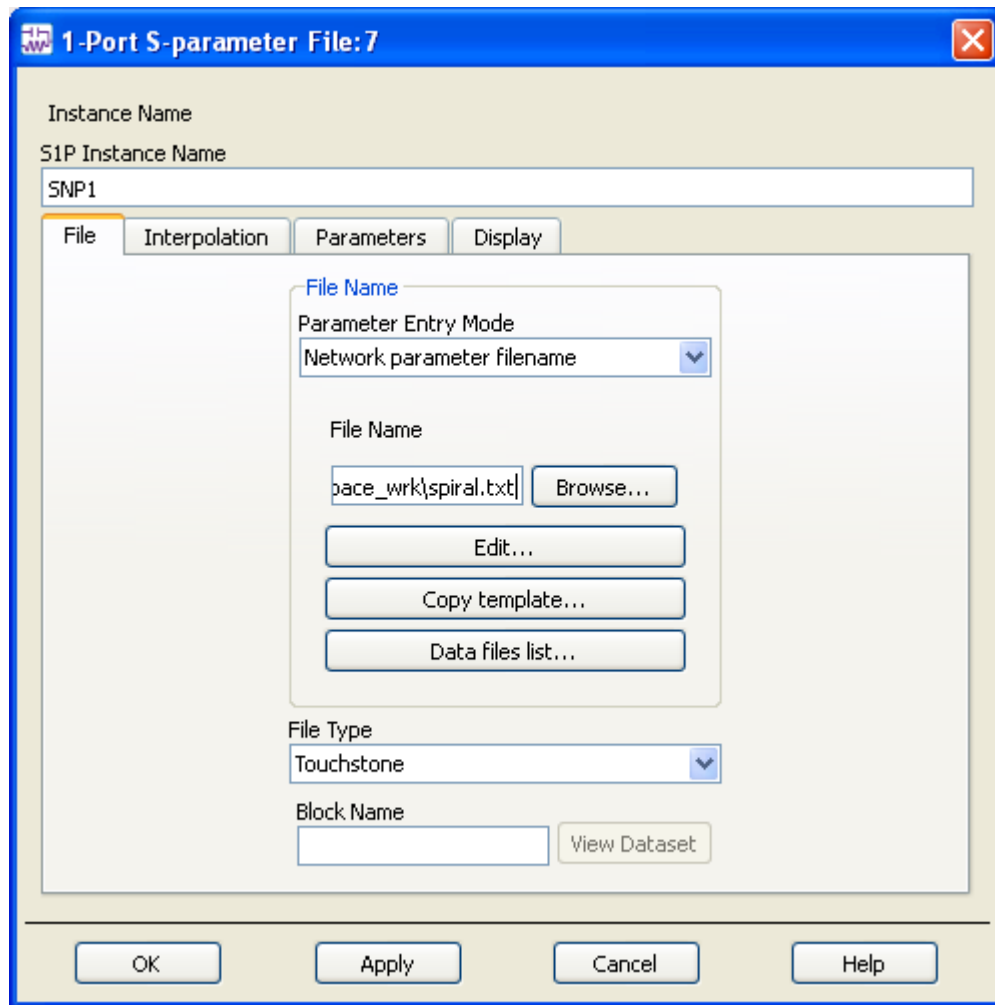 1-Port S-parameter File:7
Instance Name
S1P Instance Name
SNP1
File Interpolation Parameters Display
File Name
Parameter Entry Mode
Network parameter filename
File Name
pace_wrk\spiral.txt Browse...
Edit...
Copy template...
Data files list...
File Type
Touchstone
Block Name
View Dataset
OK Apply Cancel Help